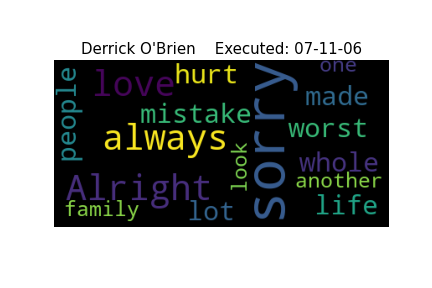 Derrick O'Brien    Executed: 07-11-06
people
love
hurt
sorry
one
made
mistake
always
worst
look
whole
another
Alright
family
lot
life